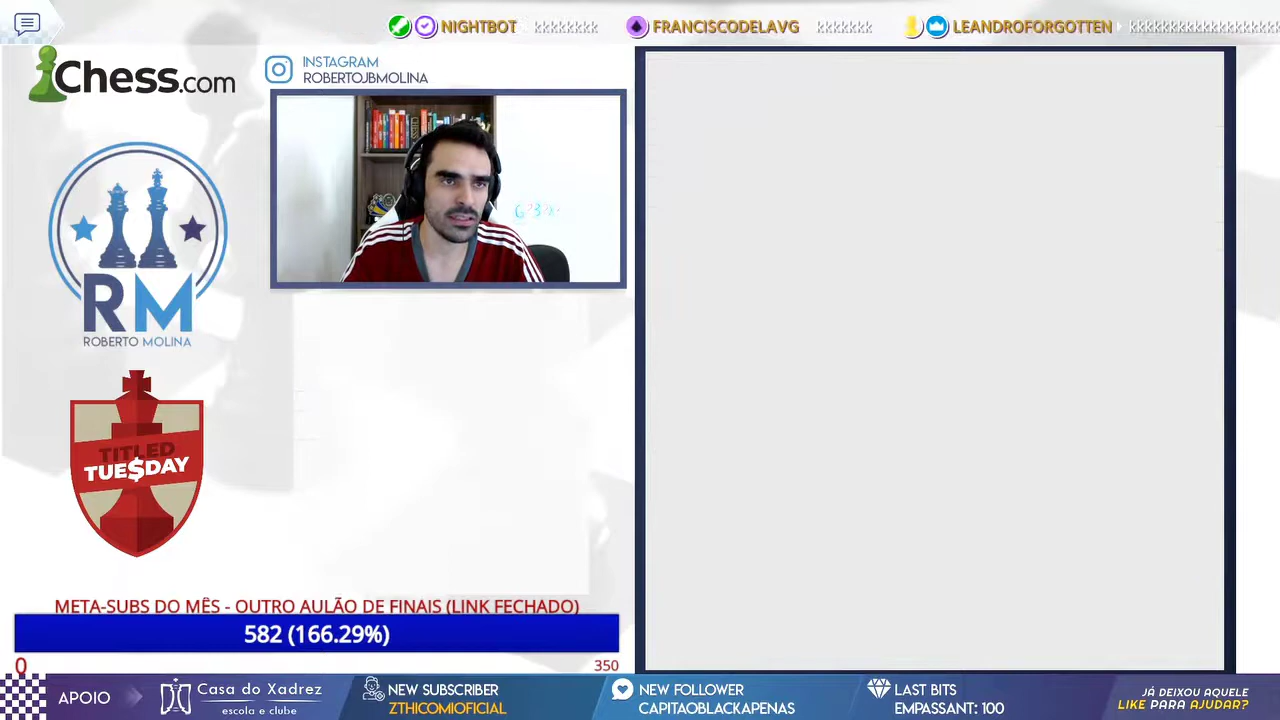 NIGHTBOT kkkkkkkk FRANCISCODELAVG kkkkkkk LEANDROFORGOTTEN
Chess.com
INSTAGRAM
ROBERTOJBMOLINA
RM
ROBERTO MOLINA
TITLED
TUE$DAY
META-SUBS DO MÊS - OUTRO AULÃO DE FINAIS (LINK FECHADO)
582 (166.29%)
0 350
APOIO
Casa do Xadrez
escola e clube
NEW SUBSCRIBER
ZTHICOMIOFICIAL
NEW FOLLOWER
CAPITAOBLACKAPENAS
LAST BITS
EMPASSANT: 100
JÁ DEIXOU AQUELE
LIKE PARA AJUDAR?